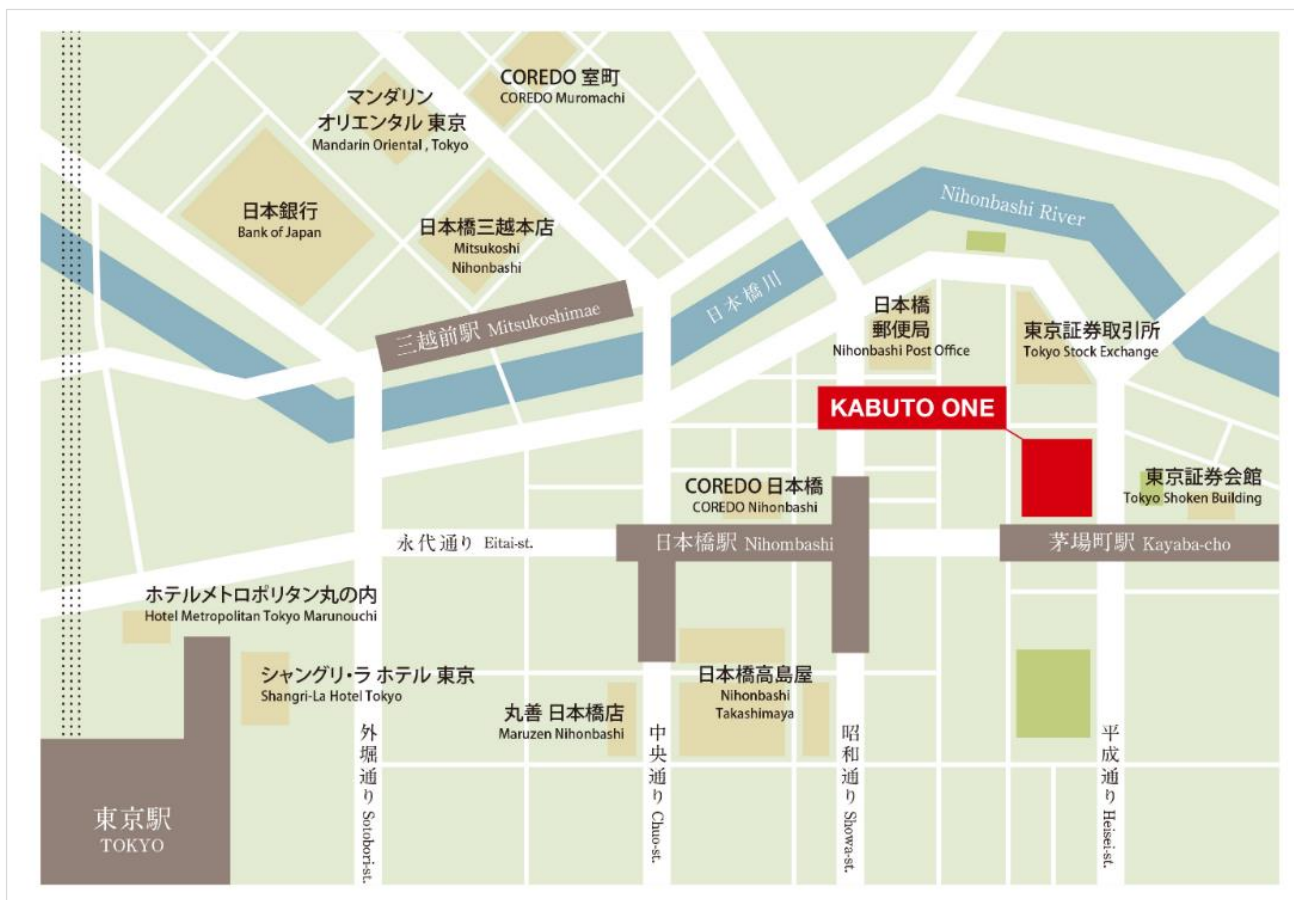 COREDO 室町
COREDO Muromachi
マンダリン
オリエンタル 東京
Mandarin Oriental , Tokyo
日本銀行
Bank of Japan
日本橋三越本店
Mitsukoshi
Nihonbashi
Nihonbashi River
日本橋川
三越前駅 Mitsukoshimae
日本橋
郵便局
Nihonbashi Post Office
東京証券取引所
Tokyo Stock Exchange
KABUTO ONE
COREDO 日本橋
COREDO Nihonbashi
東京証券会館
Tokyo Shoken Building
永代通り Eitai-st.
日本橋駅 Nihombashi
茅場町駅 Kayaba-cho
ホテルメトロポリタン丸の内
Hotel Metropolitan Tokyo Marunouchi
シャングリ・ラ ホテル 東京
Shangri-La Hotel Tokyo
丸善 日本橋店
Maruzen Nihonbashi
日本橋高島屋
Nihonbashi
Takashimaya
外堀通り Sotobori-st.
中央通り Chuo-st.
昭和通り Showa-st.
平成通り Heisei-st.
東京駅
TOKYO